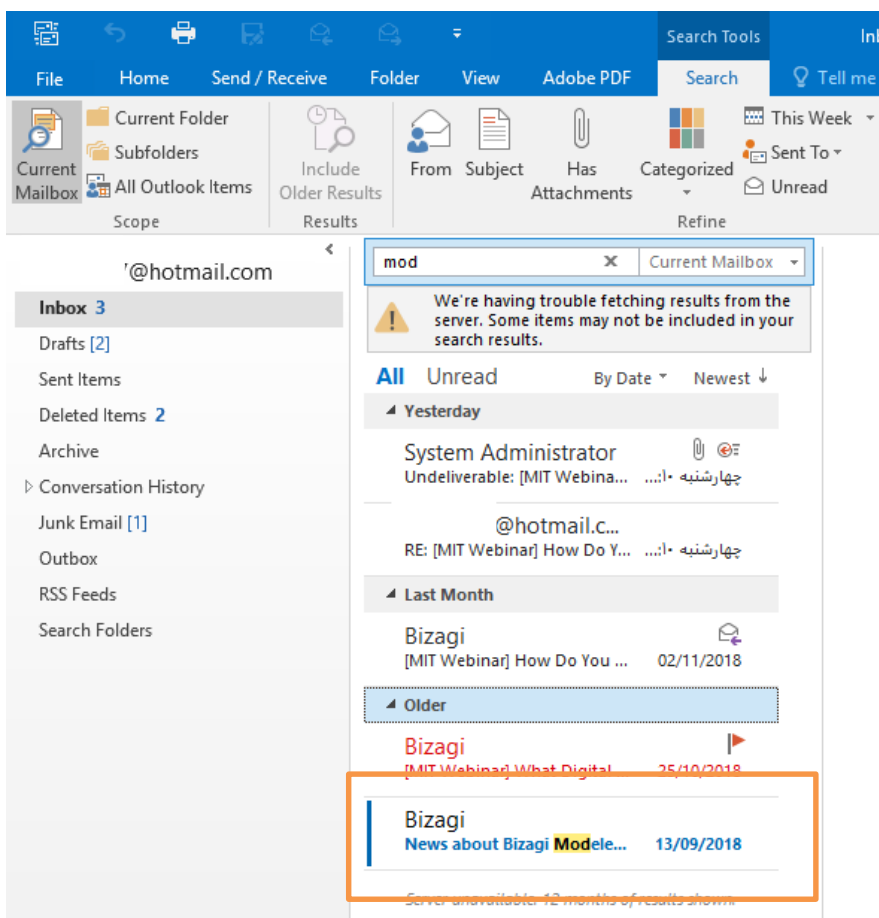 Search Tools
Inb
File Home Send / Receive Folder View Adobe PDF Search Tell me
Current Mailbox
Current Folder
Subfolders
All Outlook Items
Include Older Results
From
Subject
Has Attachments
Categorized
This Week
Sent To
Unread
Scope
Results
Refine
@hotmail.com
Inbox 3
Drafts [2]
Sent Items
Deleted Items 2
Archive
Conversation History
Junk Email [1]
Outbox
RSS Feeds
Search Folders
mod
Current Mailbox
We're having trouble fetching results from the
server. Some items may not be included in your
search results.
All Unread By Date Newest
Yesterday
System Administrator
Undeliverable: [MIT Webina... چهارشنبه ۱۰:...
@hotmail.c...
RE: [MIT Webinar] How Do Y... چهارشنبه ۱۰:...
Last Month
Bizagi
[MIT Webinar] How Do You ... 02/11/2018
Older
Bizagi
[MIT Webinar] What Digital 25/10/2018
Bizagi
News about Bizagi Modele... 13/09/2018
Server unavailable. 12 months of results shown.